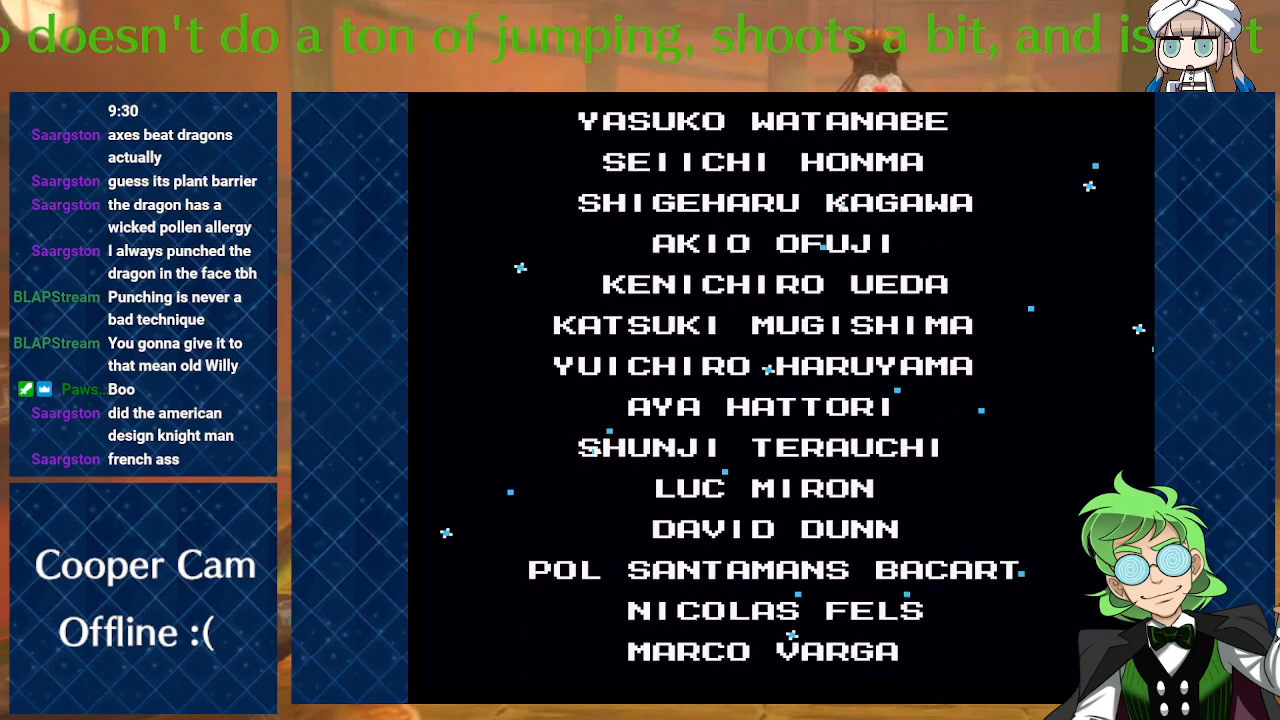 doesn't do a ton of jumping, shoots a bit, and is
9:30
Saargston axes beat dragons
actually
Saargston guess its plant barrier
Saargston the dragon has a
wicked pollen allergy
Saargston I always punched the
dragon in the face tbh
BLAPStream Punching is never a
bad technique
BLAPStream You gonna give it to
that mean old Willy
Paws... Boo
Saargston did the american
design knight man
Saargston french ass
Cooper Cam
Offline :(
YASUKO WATANABE
SEIICHI HONMA
SHIGEHARU KAGAWA
AKIO OFUJI
KENICHIRO UEDA
KATSUKI MUGISHIMA
YUICHIRO HARUYAMA
AYA HATTORI
SHUNJI TERAUCHI
LUC MIRON
DAVID DUNN
POL SANTAMANS BACART
NICOLAS FELS
MARCO VARGA